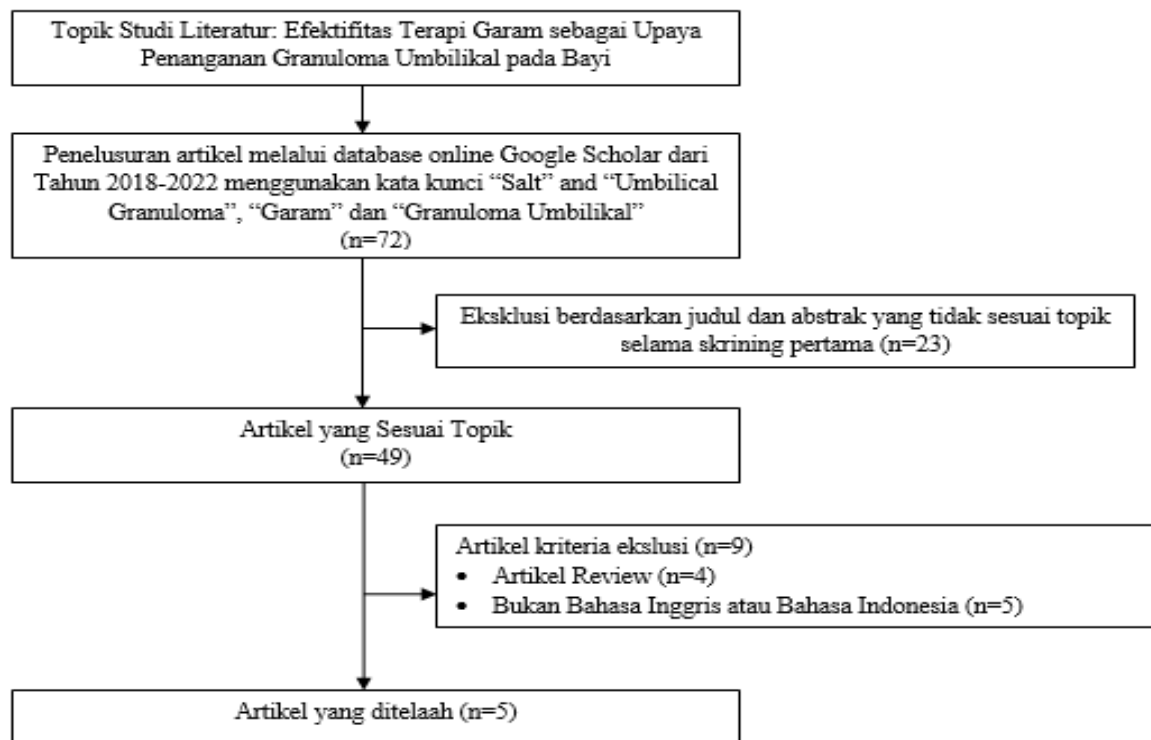 Topik Studi Literatur: Efektifitas Terapi Garam sebagai Upaya
Penanganan Granuloma Umbilikal pada Bayi
Penelusuran artikel melalui database online Google Scholar dari
Tahun 2018-2022 menggunakan kata kunci “Salt” and “Umbilical
Granuloma”, “Garam” dan “Granuloma Umbilikal”
(n=72)
Eksklusi berdasarkan judul dan abstrak yang tidak sesuai topik
selama skrining pertama (n=23)
Artikel yang Sesuai Topik
(n=49)
Artikel kriteria ekslusi (n=9)
• Artikel Review (n=4)
• Bukan Bahasa Inggris atau Bahasa Indonesia (n=5)
Artikel yang ditelaah (n=5)